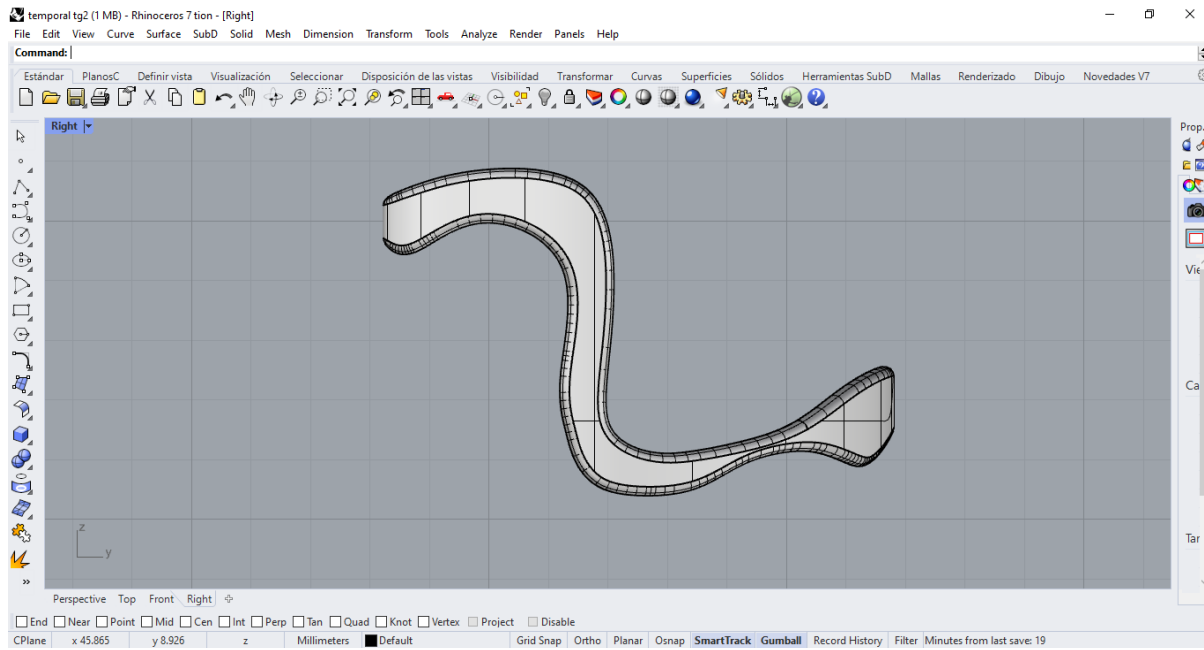 temporal tg2 (1 MB) - Rhinoceros 7 tion - [Right]
File Edit View Curve Surface SubD Solid Mesh Dimension Transform Tools Analyze Render Panels Help
Command:
Estándar PlanosC Definir vista Visualización Seleccionar Disposición de las vistas Visibilidad Transformar Curvas Superficies Sólidos Herramientas SubD Mallas Renderizado Dibujo Novedades V7
Right
Prop.
Vie
Ca
Tar
z
y
Perspective Top Front Right
End Near Point Mid Cen Int Perp Tan Quad Knot Vertex Project Disable
CPlane x 45.865 y 8.926 z Millimeters Default Grid Snap Ortho Planar Osnap SmartTrack Gumball Record History Filter Minutes from last save: 19